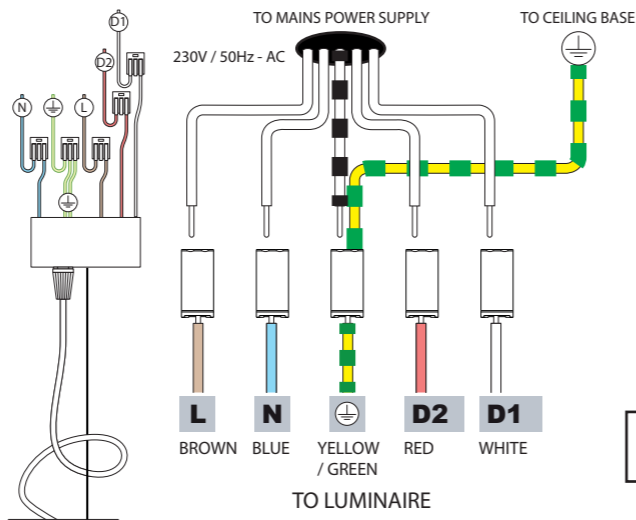 D1
D2
N
L
TO MAINS POWER SUPPLY
TO CEILING BASE
230V / 50Hz - AC
L N D2 D1
BROWN BLUE YELLOW / GREEN RED WHITE
TO LUMINAIRE